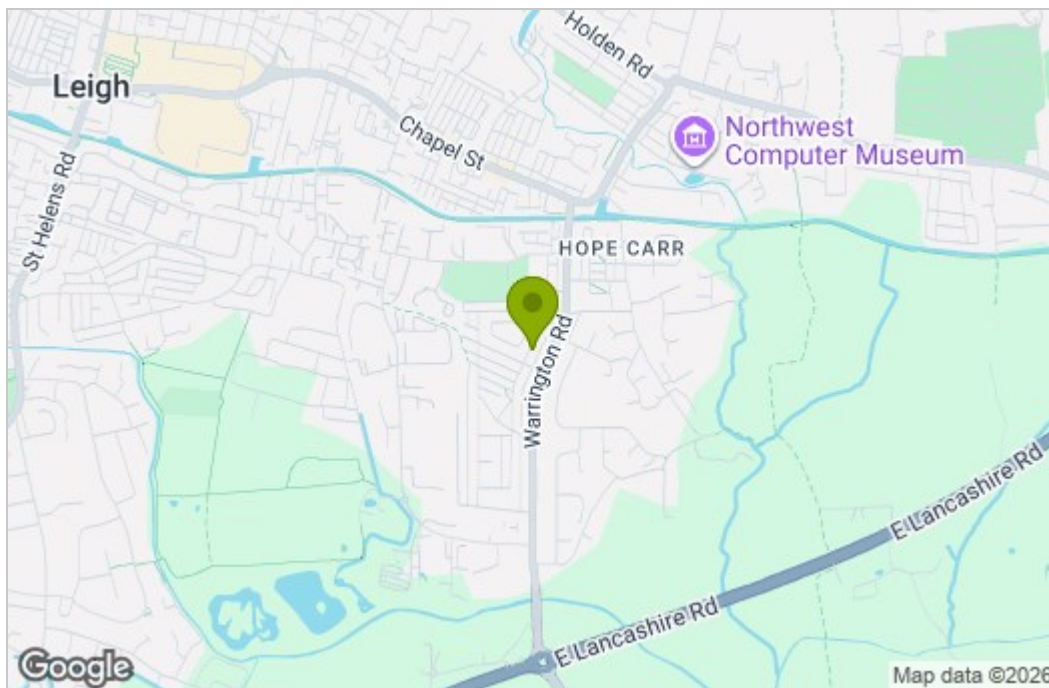 Holden Rd
Leigh
Chapel St
Northwest
Computer Museum
St Helens Rd
HOPE CARR
Warrington Rd
E Lancashire Rd
E Lancashire Rd
Google
Map data ©2026